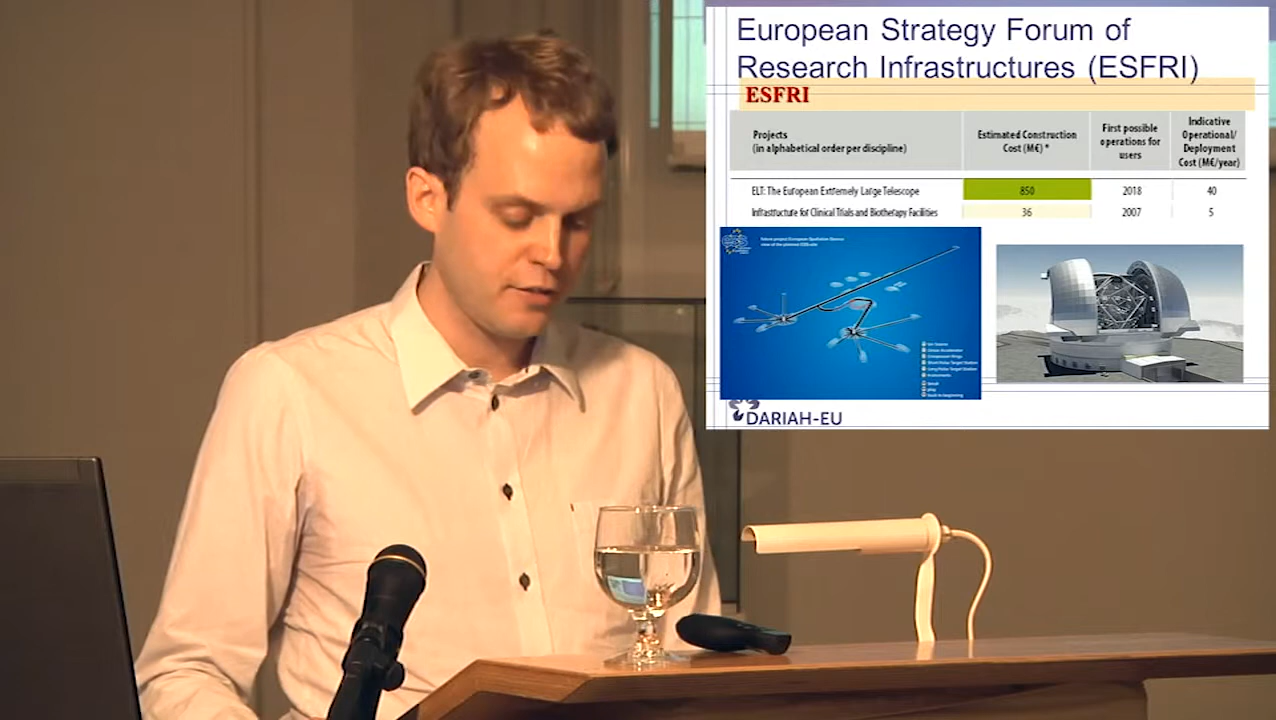 European Strategy Forum of
Research Infrastructures (ESFRI)
ESFRI
Projects
(in alphabetical order per discipline)
Estimated Construction
Cost (M€) *
First possible
operations for
users
Indicative
Operational/
Deployment
Cost (M€/year)
ELT: The European Extremely Large Telescope 850 2018 40
Infrastructure for Clinical Trials and Biotherapy Facilities 36 2007 5
DARIAH-EU